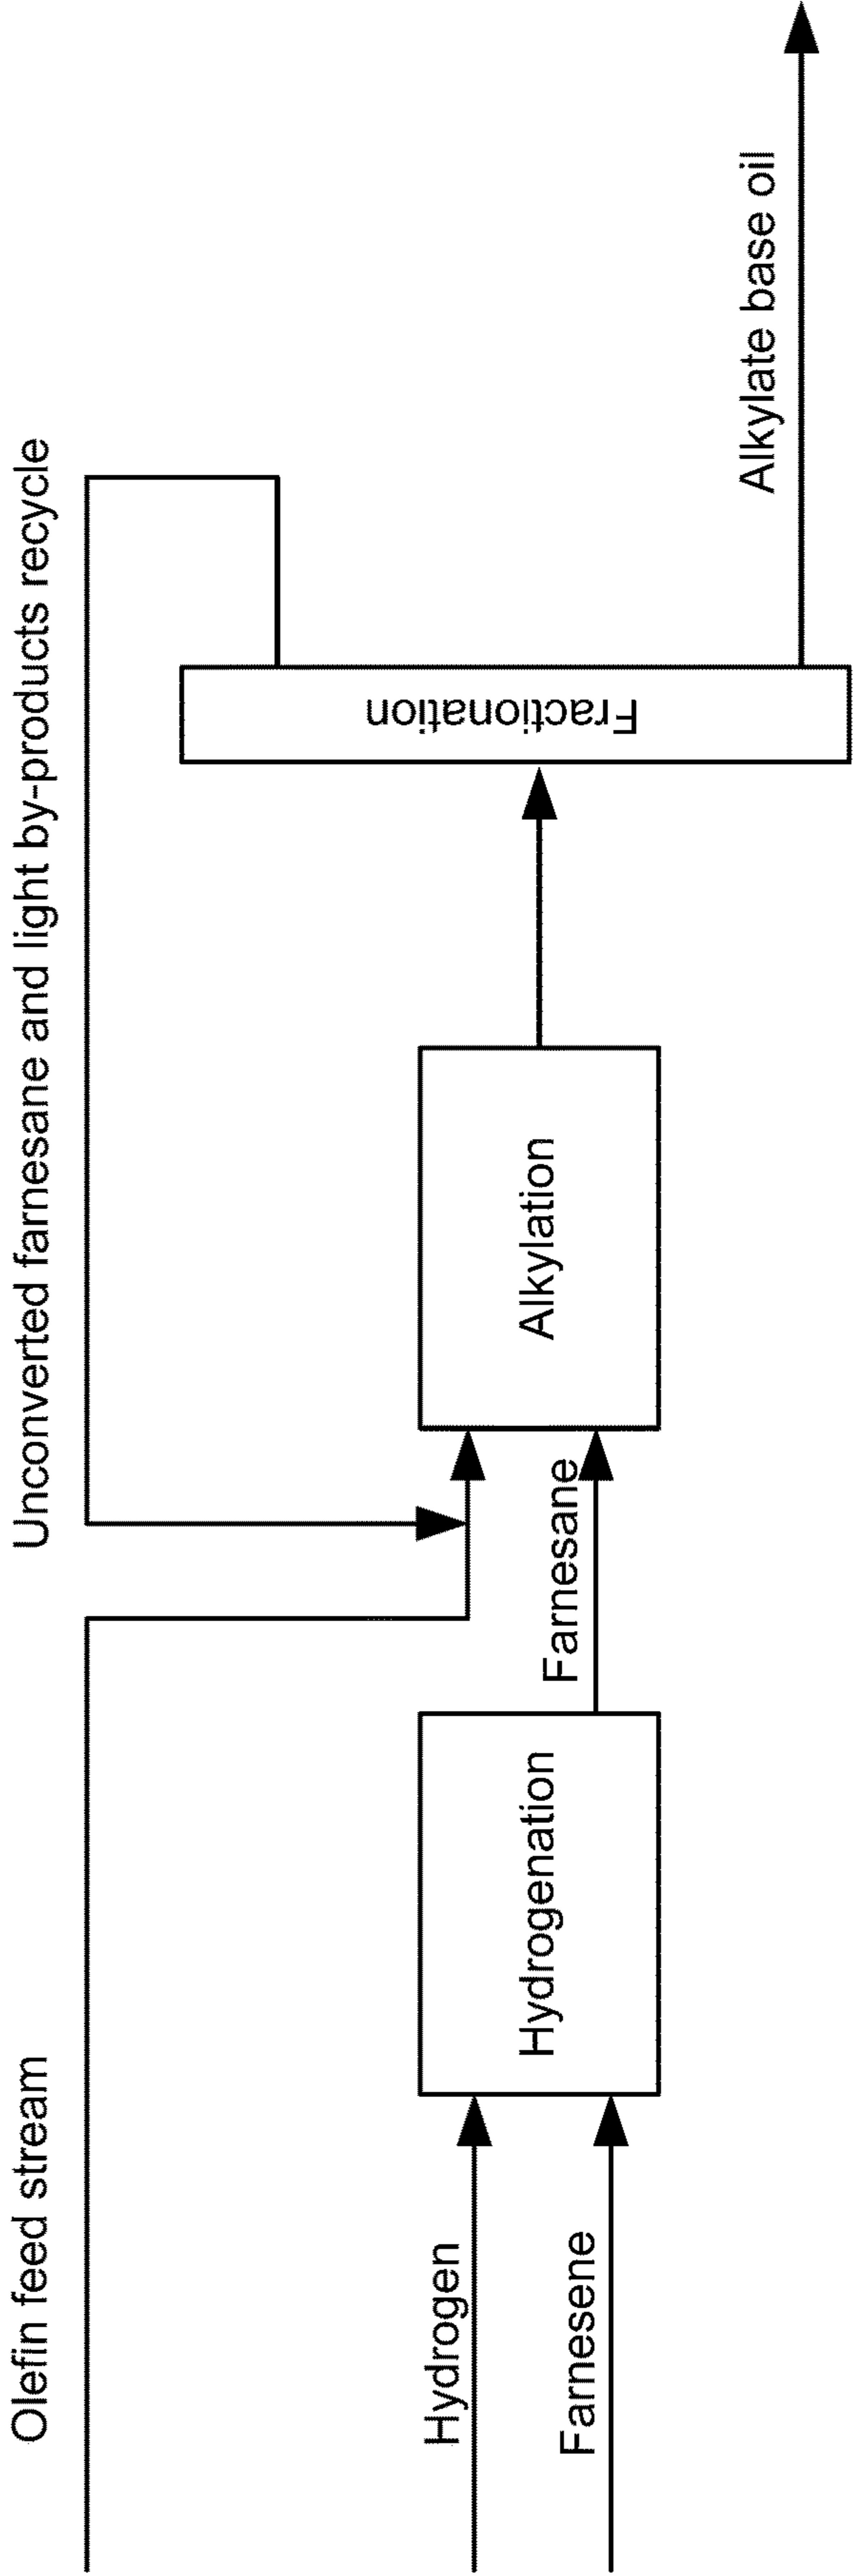 Olefin feed stream
Unconverted farnesane and light by-products recycle
Hydrogen
Farnesene
Hydrogenation
Farnesane
Alkylation
Fractionation
Alkylate base oil